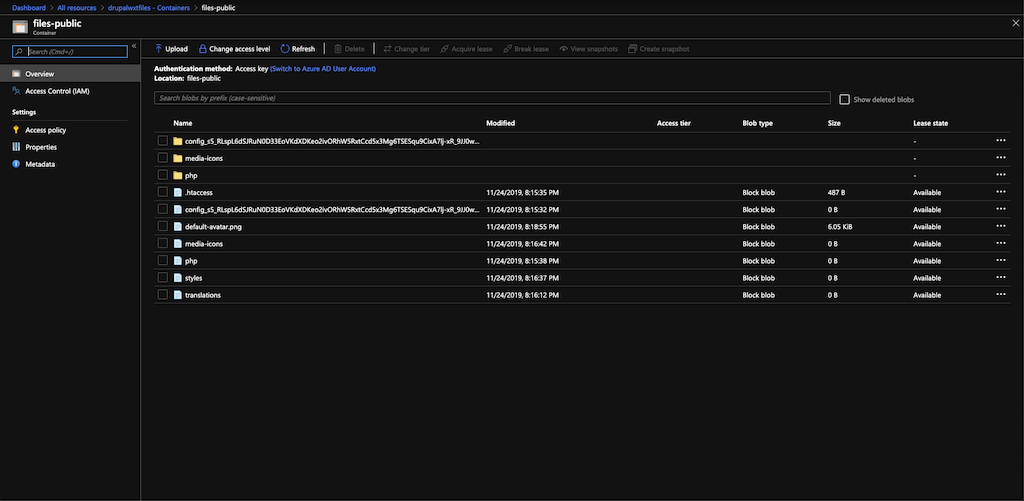 Dashboard > All resources > drupalwxtfiles - Containers > files-public
files-public
Container
Search (Cmd+/)
Overview
Access Control (IAM)
Settings
Access policy
Properties
Metadata
Upload Change access level Refresh Delete Change tier Acquire lease Break lease View snapshots Create snapshot
Authentication method: Access key (Switch to Azure AD User Account)
Location: files-public
Search blobs by prefix (case-sensitive)
Show deleted blobs
Name Modified Access tier Blob type Size Lease state
media-icons -
php -
.htaccess 11/24/2019, 8:15:35 PM Block blob 487 B Available
11/24/2019, 8:15:32 PM Block blob 0 B Available
default-avatar.png 11/24/2019, 8:18:55 PM Block blob 6.05 KiB Available
media-icons 11/24/2019, 8:16:42 PM Block blob 0 B Available
php 11/24/2019, 8:15:38 PM Block blob 0 B Available
styles 11/24/2019, 8:16:37 PM Block blob 0 B Available
translations 11/24/2019, 8:16:12 PM Block blob 0 B Available